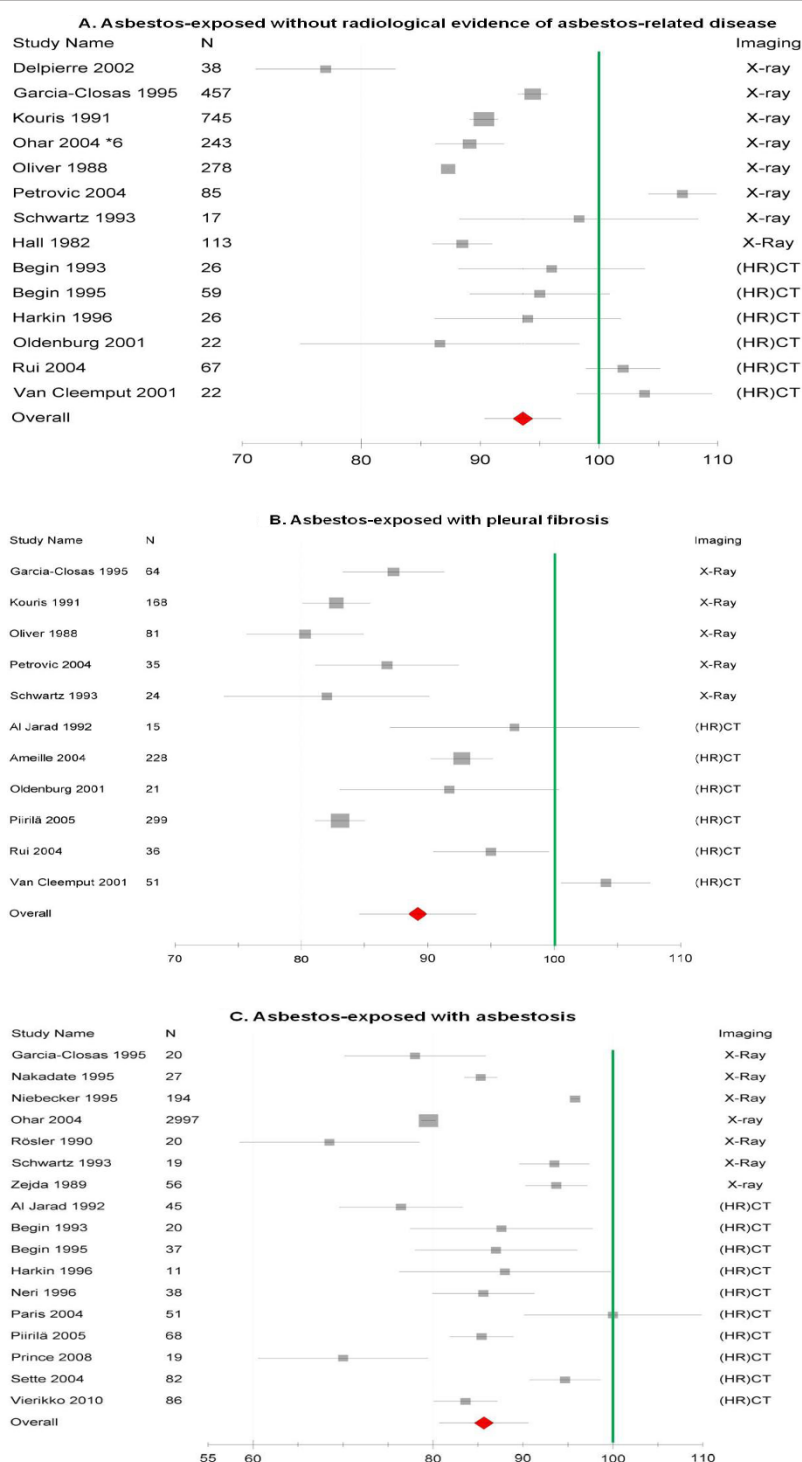 A. Asbestos-exposed without radiological evidence of asbestos-related disease
Study Name N Imaging
Delpierre 2002 38 X-ray
Garcia-Closas 1995 457 X-ray
Kouris 1991 745 X-ray
Ohar 2004 *6 243 X-ray
Oliver 1988 278 X-ray
Petrovic 2004 85 X-ray
Schwartz 1993 17 X-ray
Hall 1982 113 X-Ray
Begin 1993 26 (HR)CT
Begin 1995 59 (HR)CT
Harkin 1996 26 (HR)CT
Oldenburg 2001 22 (HR)CT
Rui 2004 67 (HR)CT
Van Cleemput 2001 22 (HR)CT
Overall
70 80 90 100 110
B. Asbestos-exposed with pleural fibrosis
Study Name N Imaging
Garcia-Closas 1995 64 X-Ray
Kouris 1991 168 X-Ray
Oliver 1988 81 X-Ray
Petrovic 2004 35 X-Ray
Schwartz 1993 24 X-Ray
Al Jarad 1992 15 (HR)CT
Ameille 2004 228 (HR)CT
Oldenburg 2001 21 (HR)CT
Piirilä 2005 299 (HR)CT
Rui 2004 36 (HR)CT
Van Cleemput 2001 51 (HR)CT
Overall
70 80 90 100 110
C. Asbestos-exposed with asbestosis
Study Name N Imaging
Garcia-Closas 1995 20 X-Ray
Nakadate 1995 27 X-Ray
Niebecker 1995 194 X-Ray
Ohar 2004 2997 X-ray
Rösler 1990 20 X-Ray
Schwartz 1993 19 X-Ray
Zejda 1989 56 X-ray
Al Jarad 1992 45 (HR)CT
Begin 1993 20 (HR)CT
Begin 1995 37 (HR)CT
Harkin 1996 11 (HR)CT
Neri 1996 38 (HR)CT
Paris 2004 51 (HR)CT
Piirilä 2005 68 (HR)CT
Prince 2008 19 (HR)CT
Sette 2004 82 (HR)CT
Vierikko 2010 86 (HR)CT
Overall
55 60 80 100 110